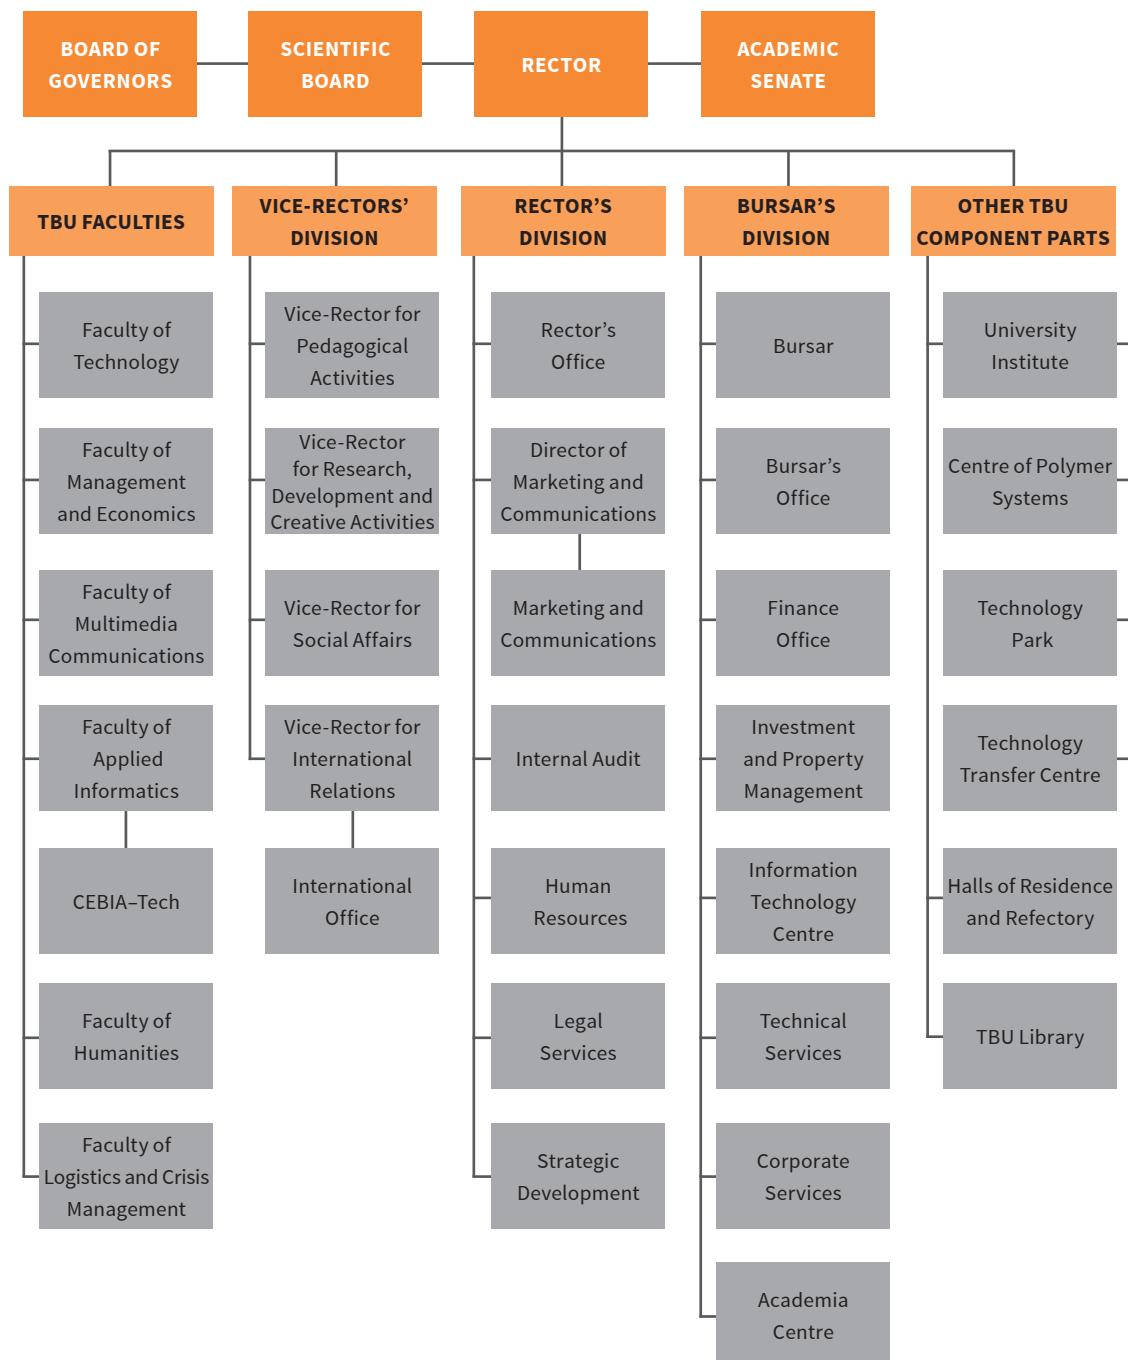 BOARD OF
GOVERNORS
SCIENTIFIC
BOARD
RECTOR
ACADEMIC
SENATE
TBU FACULTIES
Faculty of
Technology
Faculty of
Management
and Economics
Faculty of
Multimedia
Communications
Faculty of
Applied
Informatics
CEBIA–Tech
Faculty of
Humanities
Faculty of
Logistics and Crisis
Management
VICE-RECTORS’
DIVISION
Vice-Rector for
Pedagogical
Activities
Vice-Rector
for Research,
Development and
Creative Activities
Vice-Rector for
Social Affairs
Vice-Rector for
International
Relations
International
Office
RECTOR’S
DIVISION
Rector’s
Office
Director of
Marketing and
Communications
Marketing and
Communications
Internal Audit
Human
Resources
Legal
Services
Strategic
Development
BURSAR’S
DIVISION
Bursar
Bursar’s
Office
Finance
Office
Investment
and Property
Management
Information
Technology
Centre
Technical
Services
Corporate
Services
Academia
Centre
OTHER TBU
COMPONENT PARTS
University
Institute
Centre of Polymer
Systems
Technology
Park
Technology
Transfer Centre
Halls of Residence
and Refectory
TBU Library